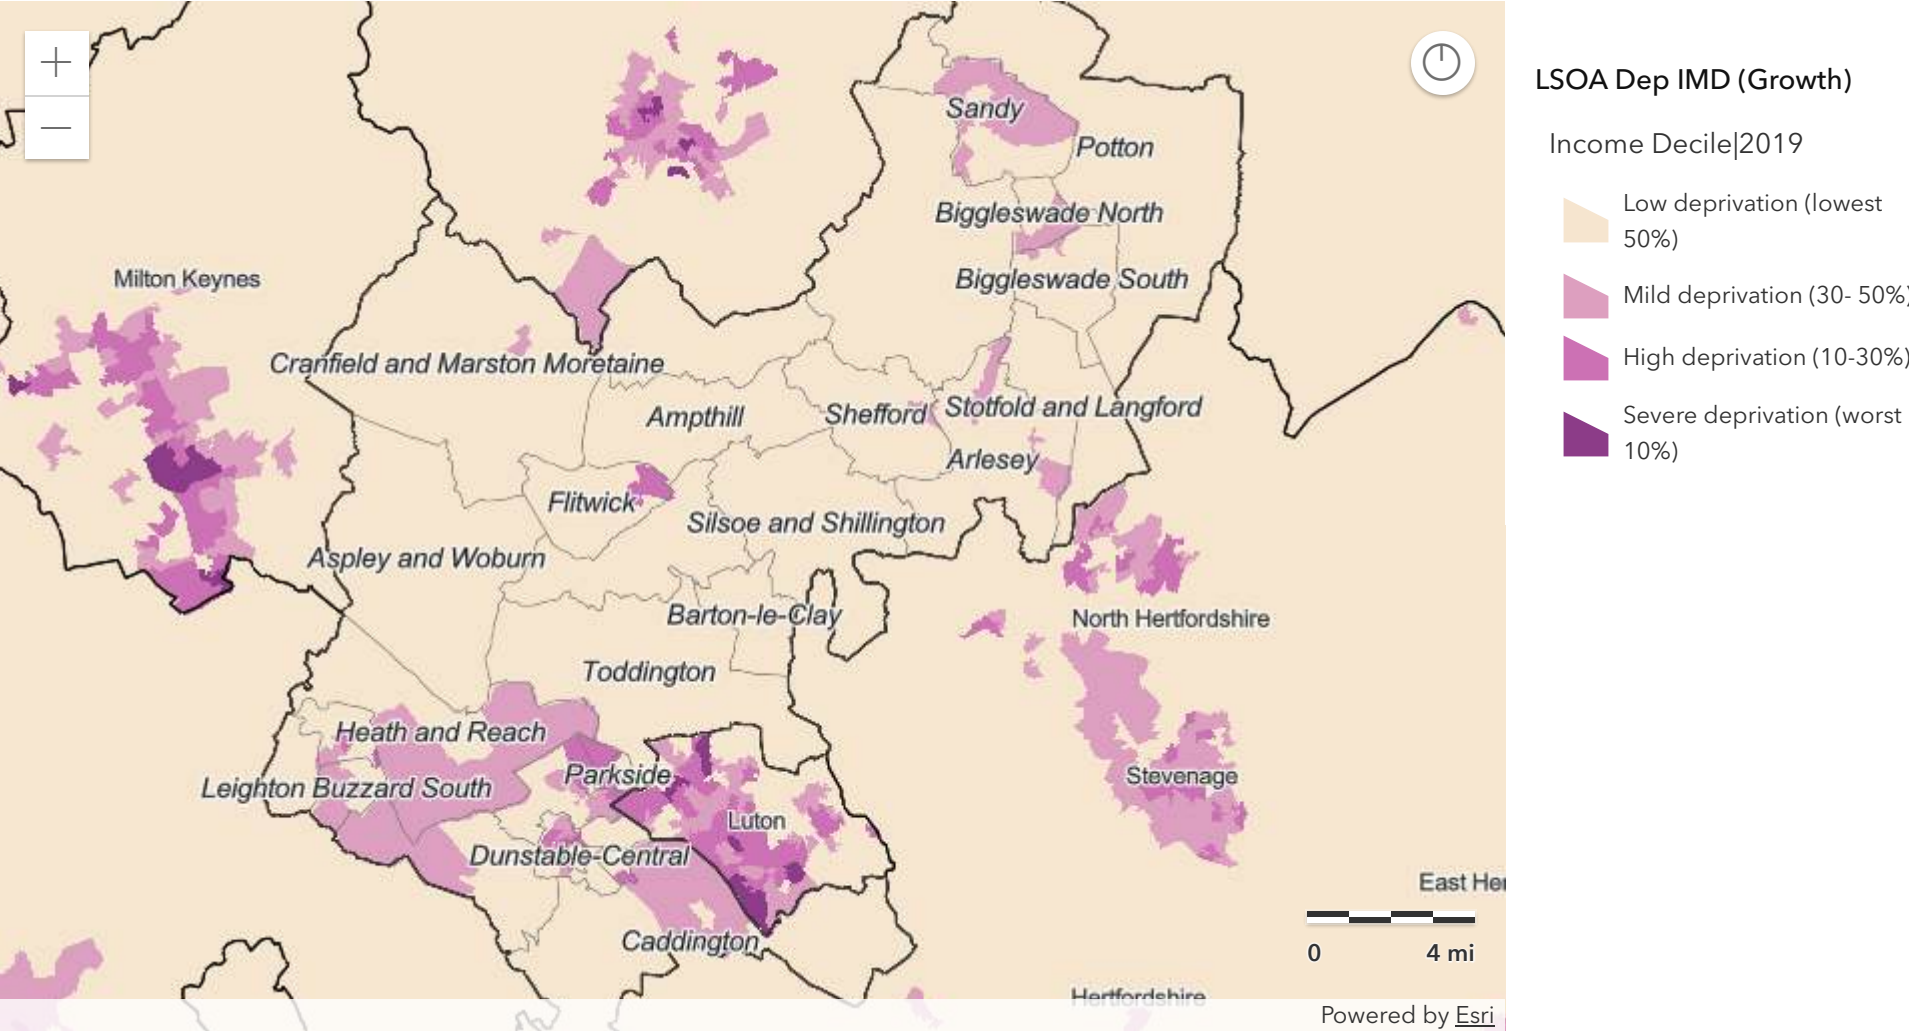 +
−
LSOA Dep IMD (Growth)
Income Decile|2019
Low deprivation (lowest
50%)
Mild deprivation (30- 50%)
High deprivation (10-30%)
Severe deprivation (worst
10%)
Sandy
Potton
Biggleswade North
Milton Keynes
Biggleswade South
Cranfield and Marston Moretaine
Ampthill
Shefford
Stotfold and Langford
Arlesey
Flitwick
Silsoe and Shillington
Aspley and Woburn
Barton-le-Clay
North Hertfordshire
Toddington
Heath and Reach
Parkside
Stevenage
Leighton Buzzard South
Luton
Dunstable-Central
East Her
Caddington
0 4 mi
Hertfordshire
Powered by Esri